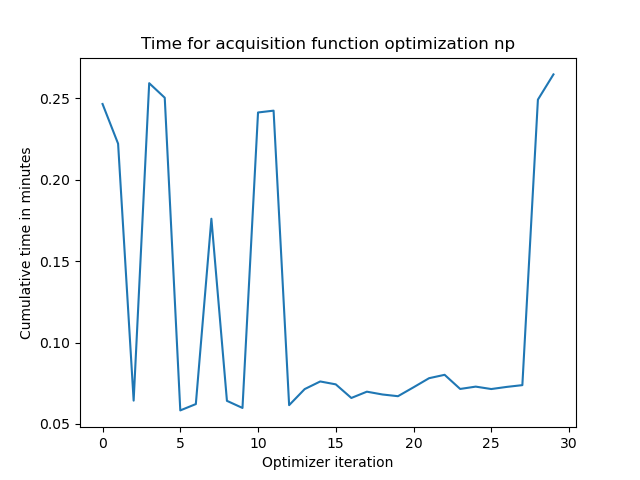 Time for acquisition function optimization np
Cumulative time in minutes
0.25
0.20
0.15
0.10
0.05
0 5 10 15 20 25 30
Optimizer iteration